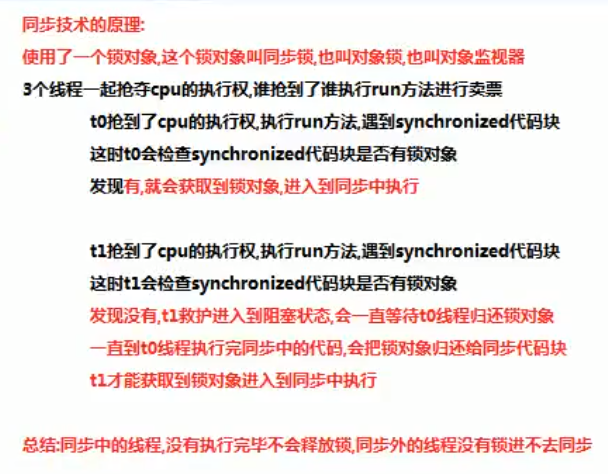 同步技术的原理:
使用了一个锁对象,这个锁对象叫同步锁,也叫对象锁,也叫对象监视器
3个线程一起抢夺cpu的执行权,谁抢到了谁执行run方法进行卖票
t0抢到了cpu的执行权,执行run方法,遇到synchronized代码块
这时t0会检查synchronized代码块是否有锁对象
发现有,就会获取到锁对象,进入到同步中执行
t1抢到了cpu的执行权,执行run方法,遇到synchronized代码块
这时t1会检查synchronized代码块是否有锁对象
发现没有,t1救护进入到阻塞状态,会一直等待t0线程归还锁对象
一直到t0线程执行完同步中的代码,会把锁对象归还给同步代码块
t1才能获取到锁对象进入到同步中执行
总结:同步中的线程,没有执行完毕不会释放锁,同步外的线程没有锁进不去同步